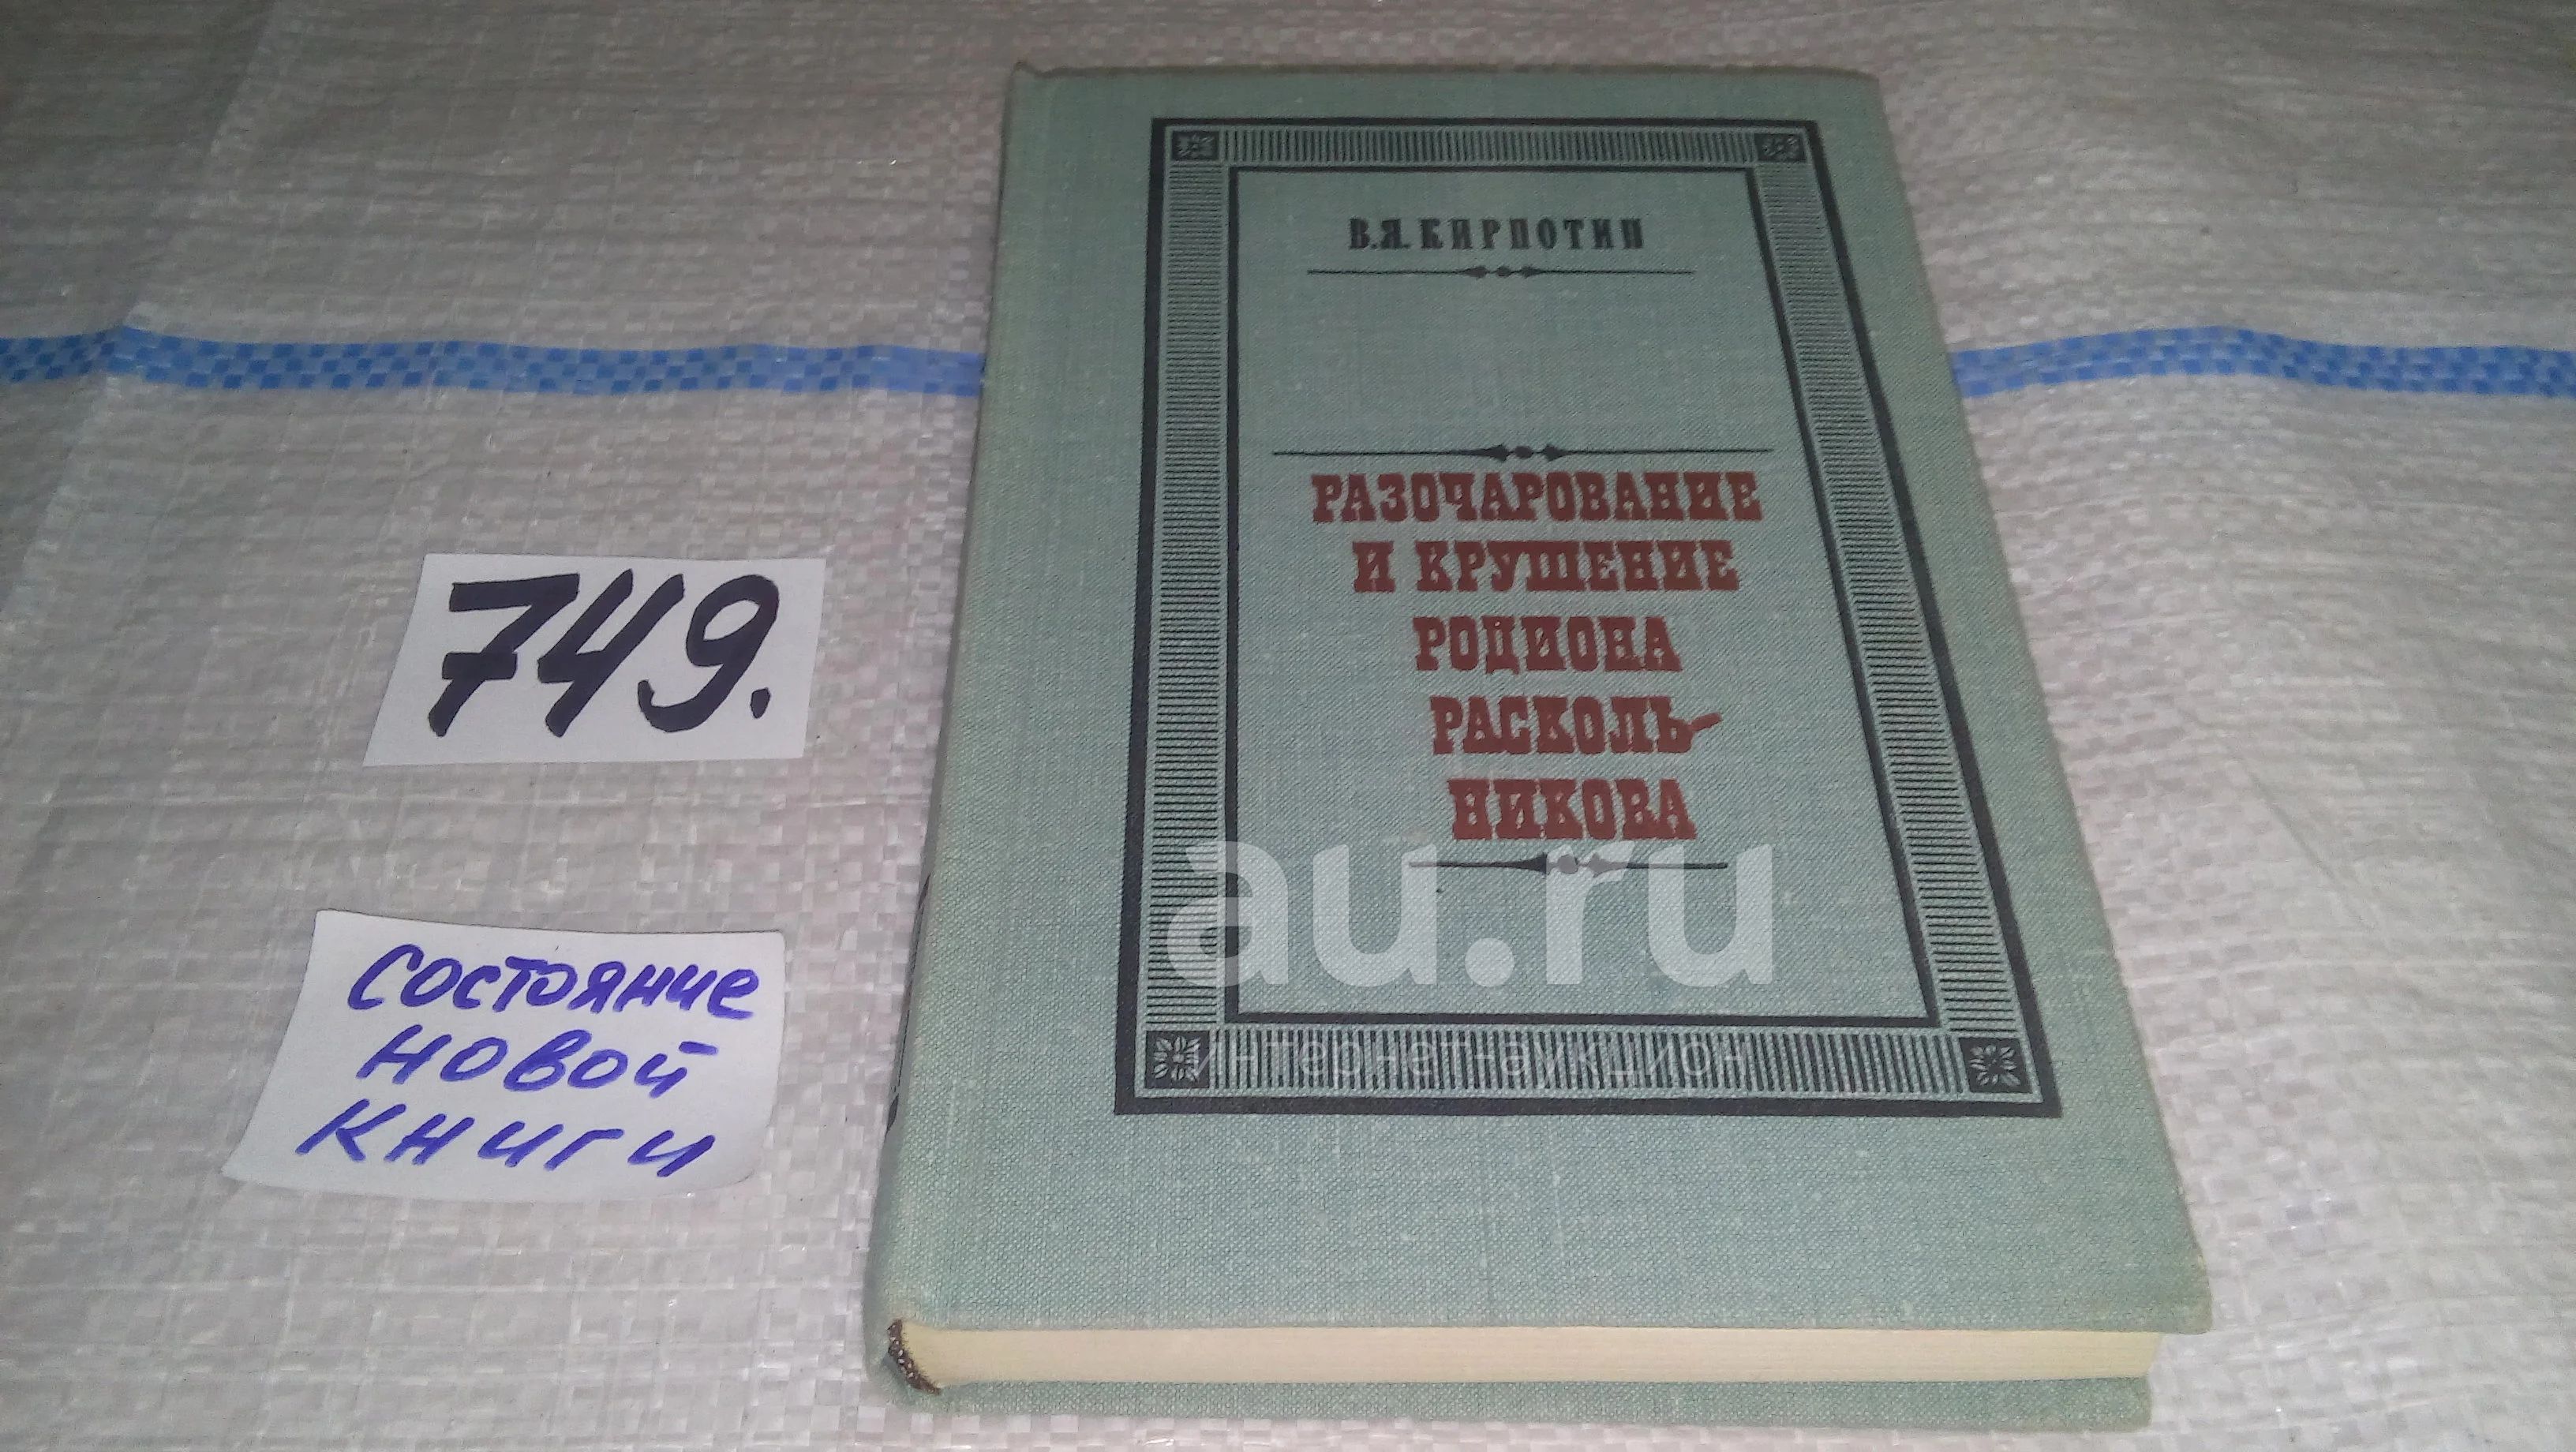 В.Я. КИРПОТИН
РАЗОЧАРОВАНИЕ
И КРУШЕНИЕ
РОДИОНА
РАСКОЛЬ-
НИКОВА
749.
состояние
новой
книги
au.ru
интернет-аукцион